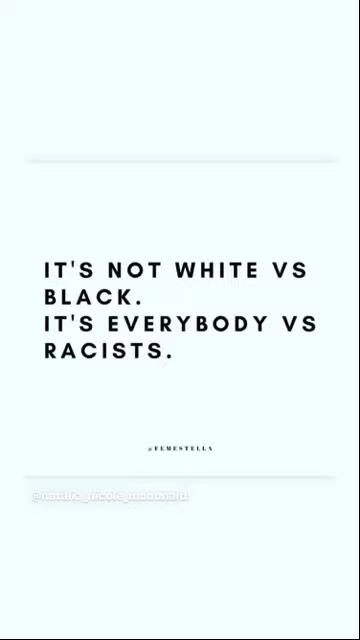 IT'S NOT WHITE VS
BLACK.
IT'S EVERYBODY VS
RACISTS.
@FEMESTELLA